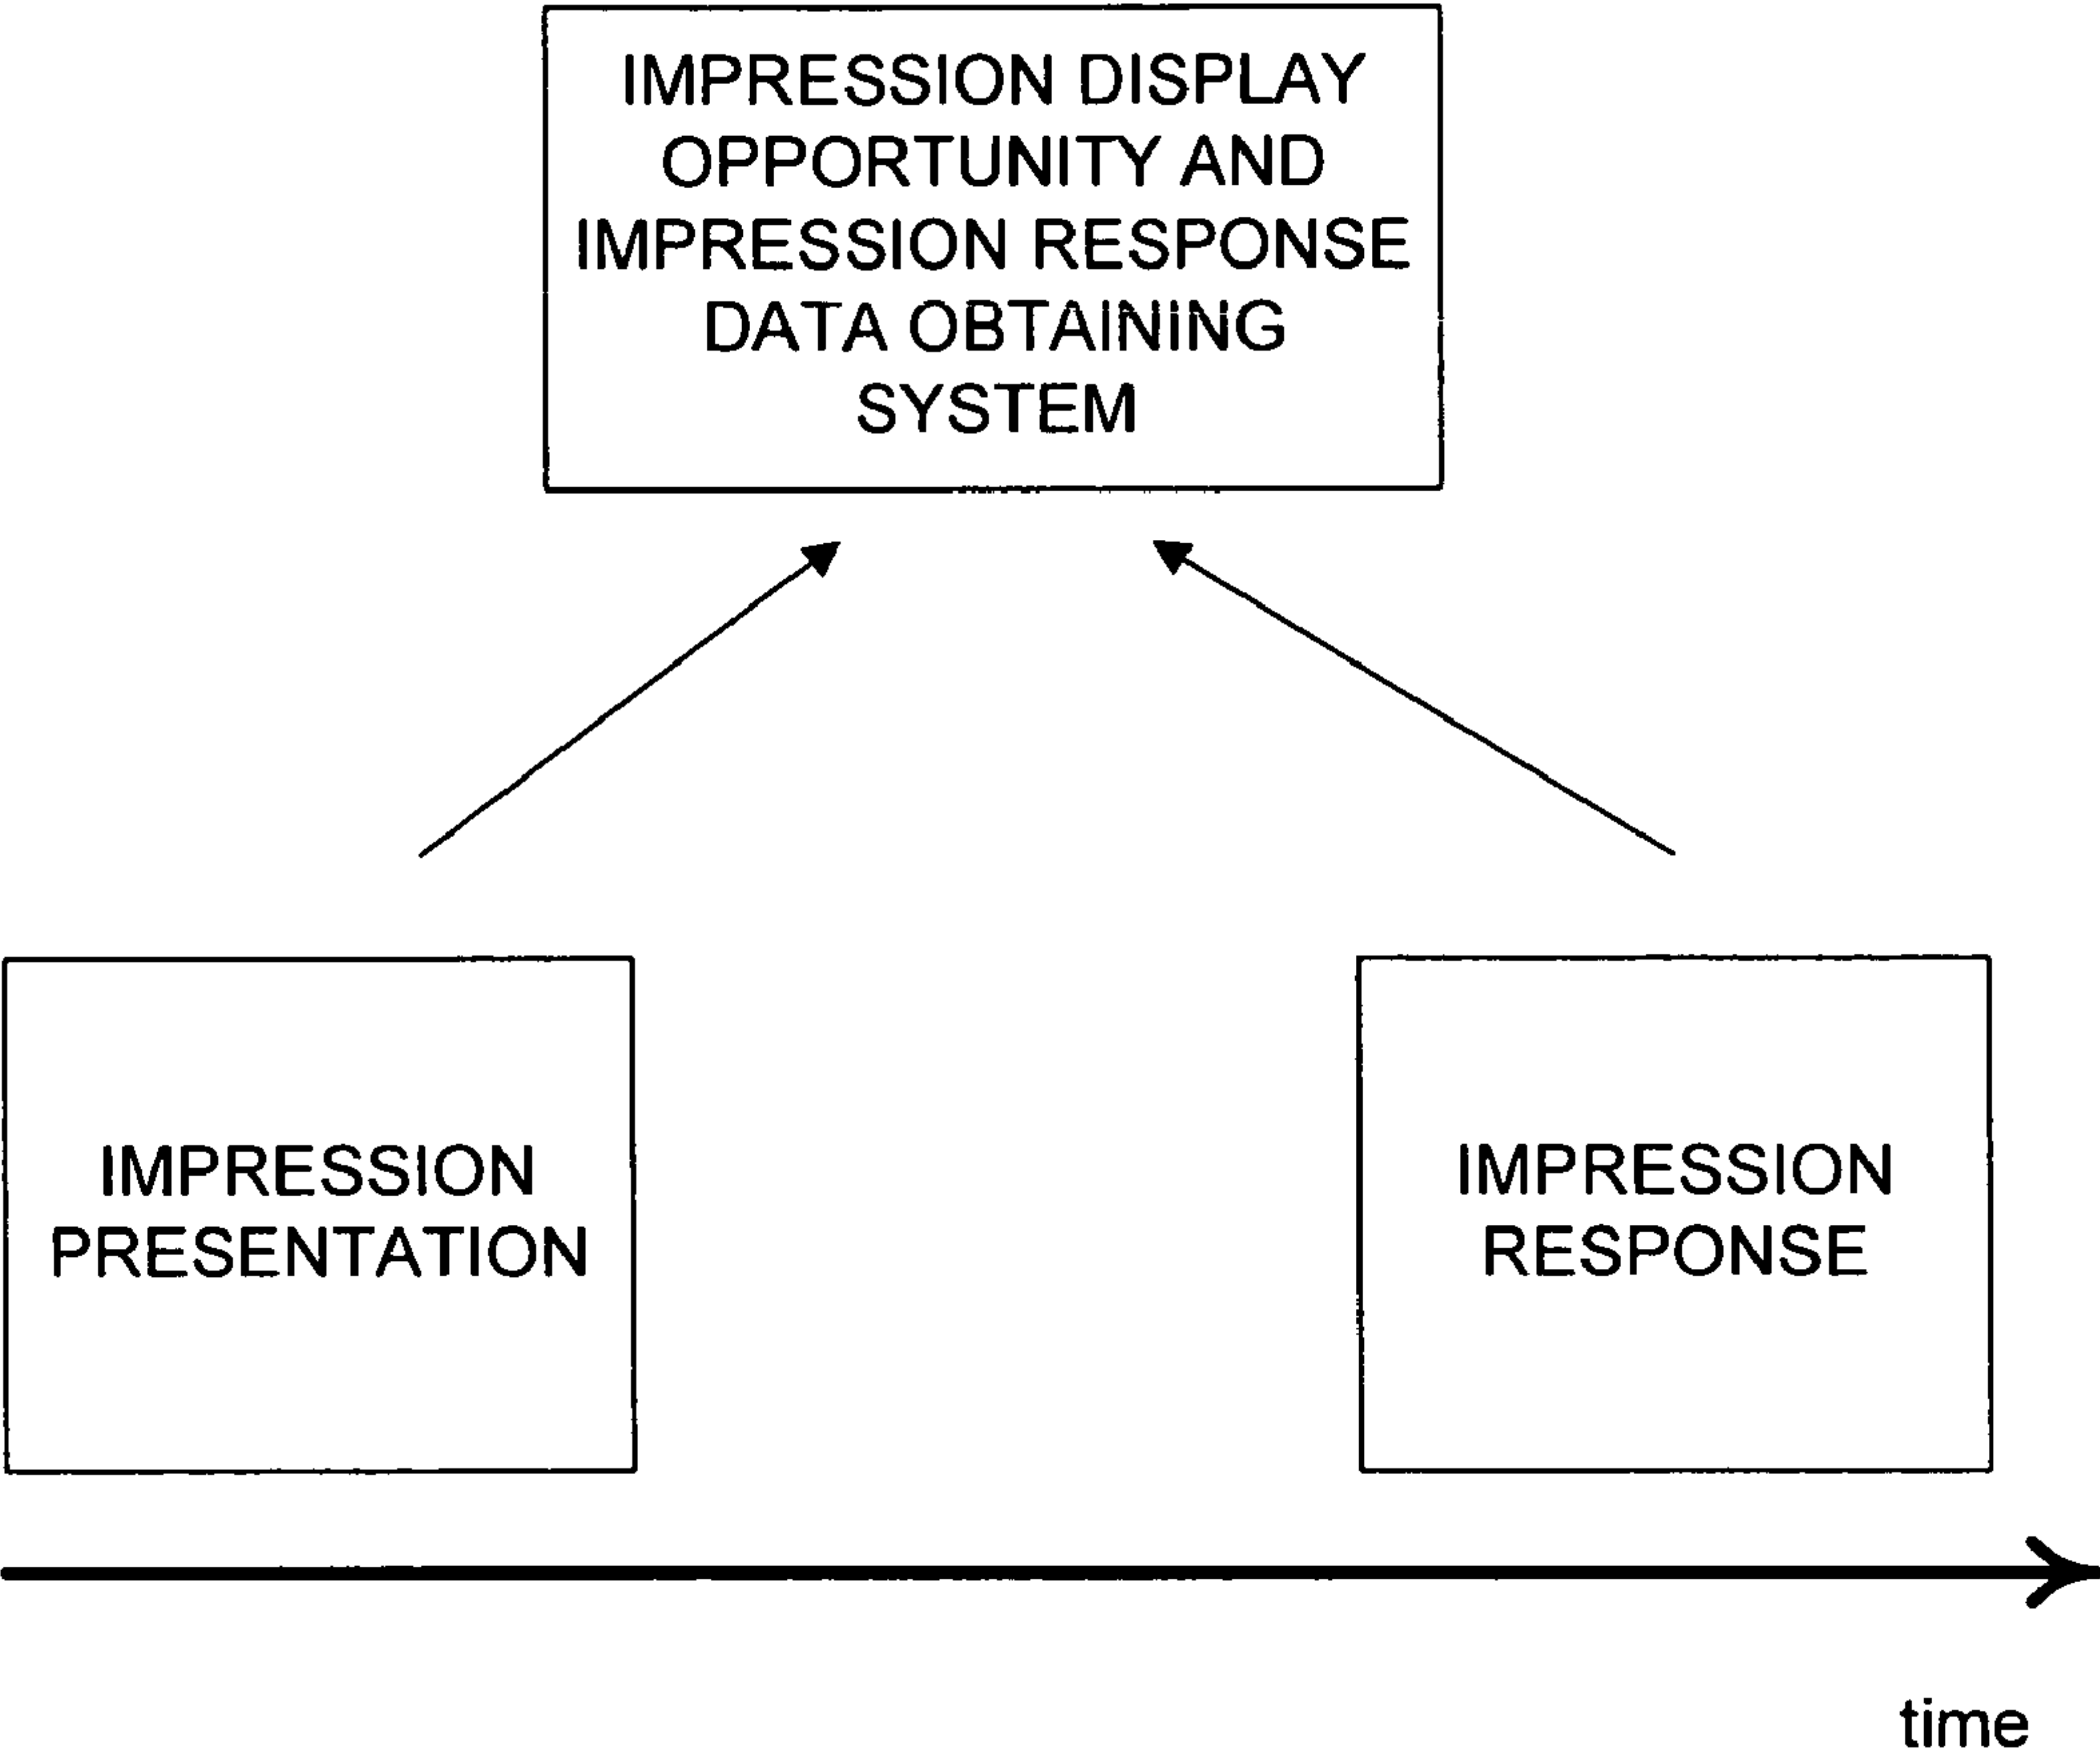 IMPRESSION DISPLAY
OPPORTUNITY AND
IMPRESSION RESPONSE
DATA OBTAINING
SYSTEM
IMPRESSION
PRESENTATION
IMPRESSION
RESPONSE
time